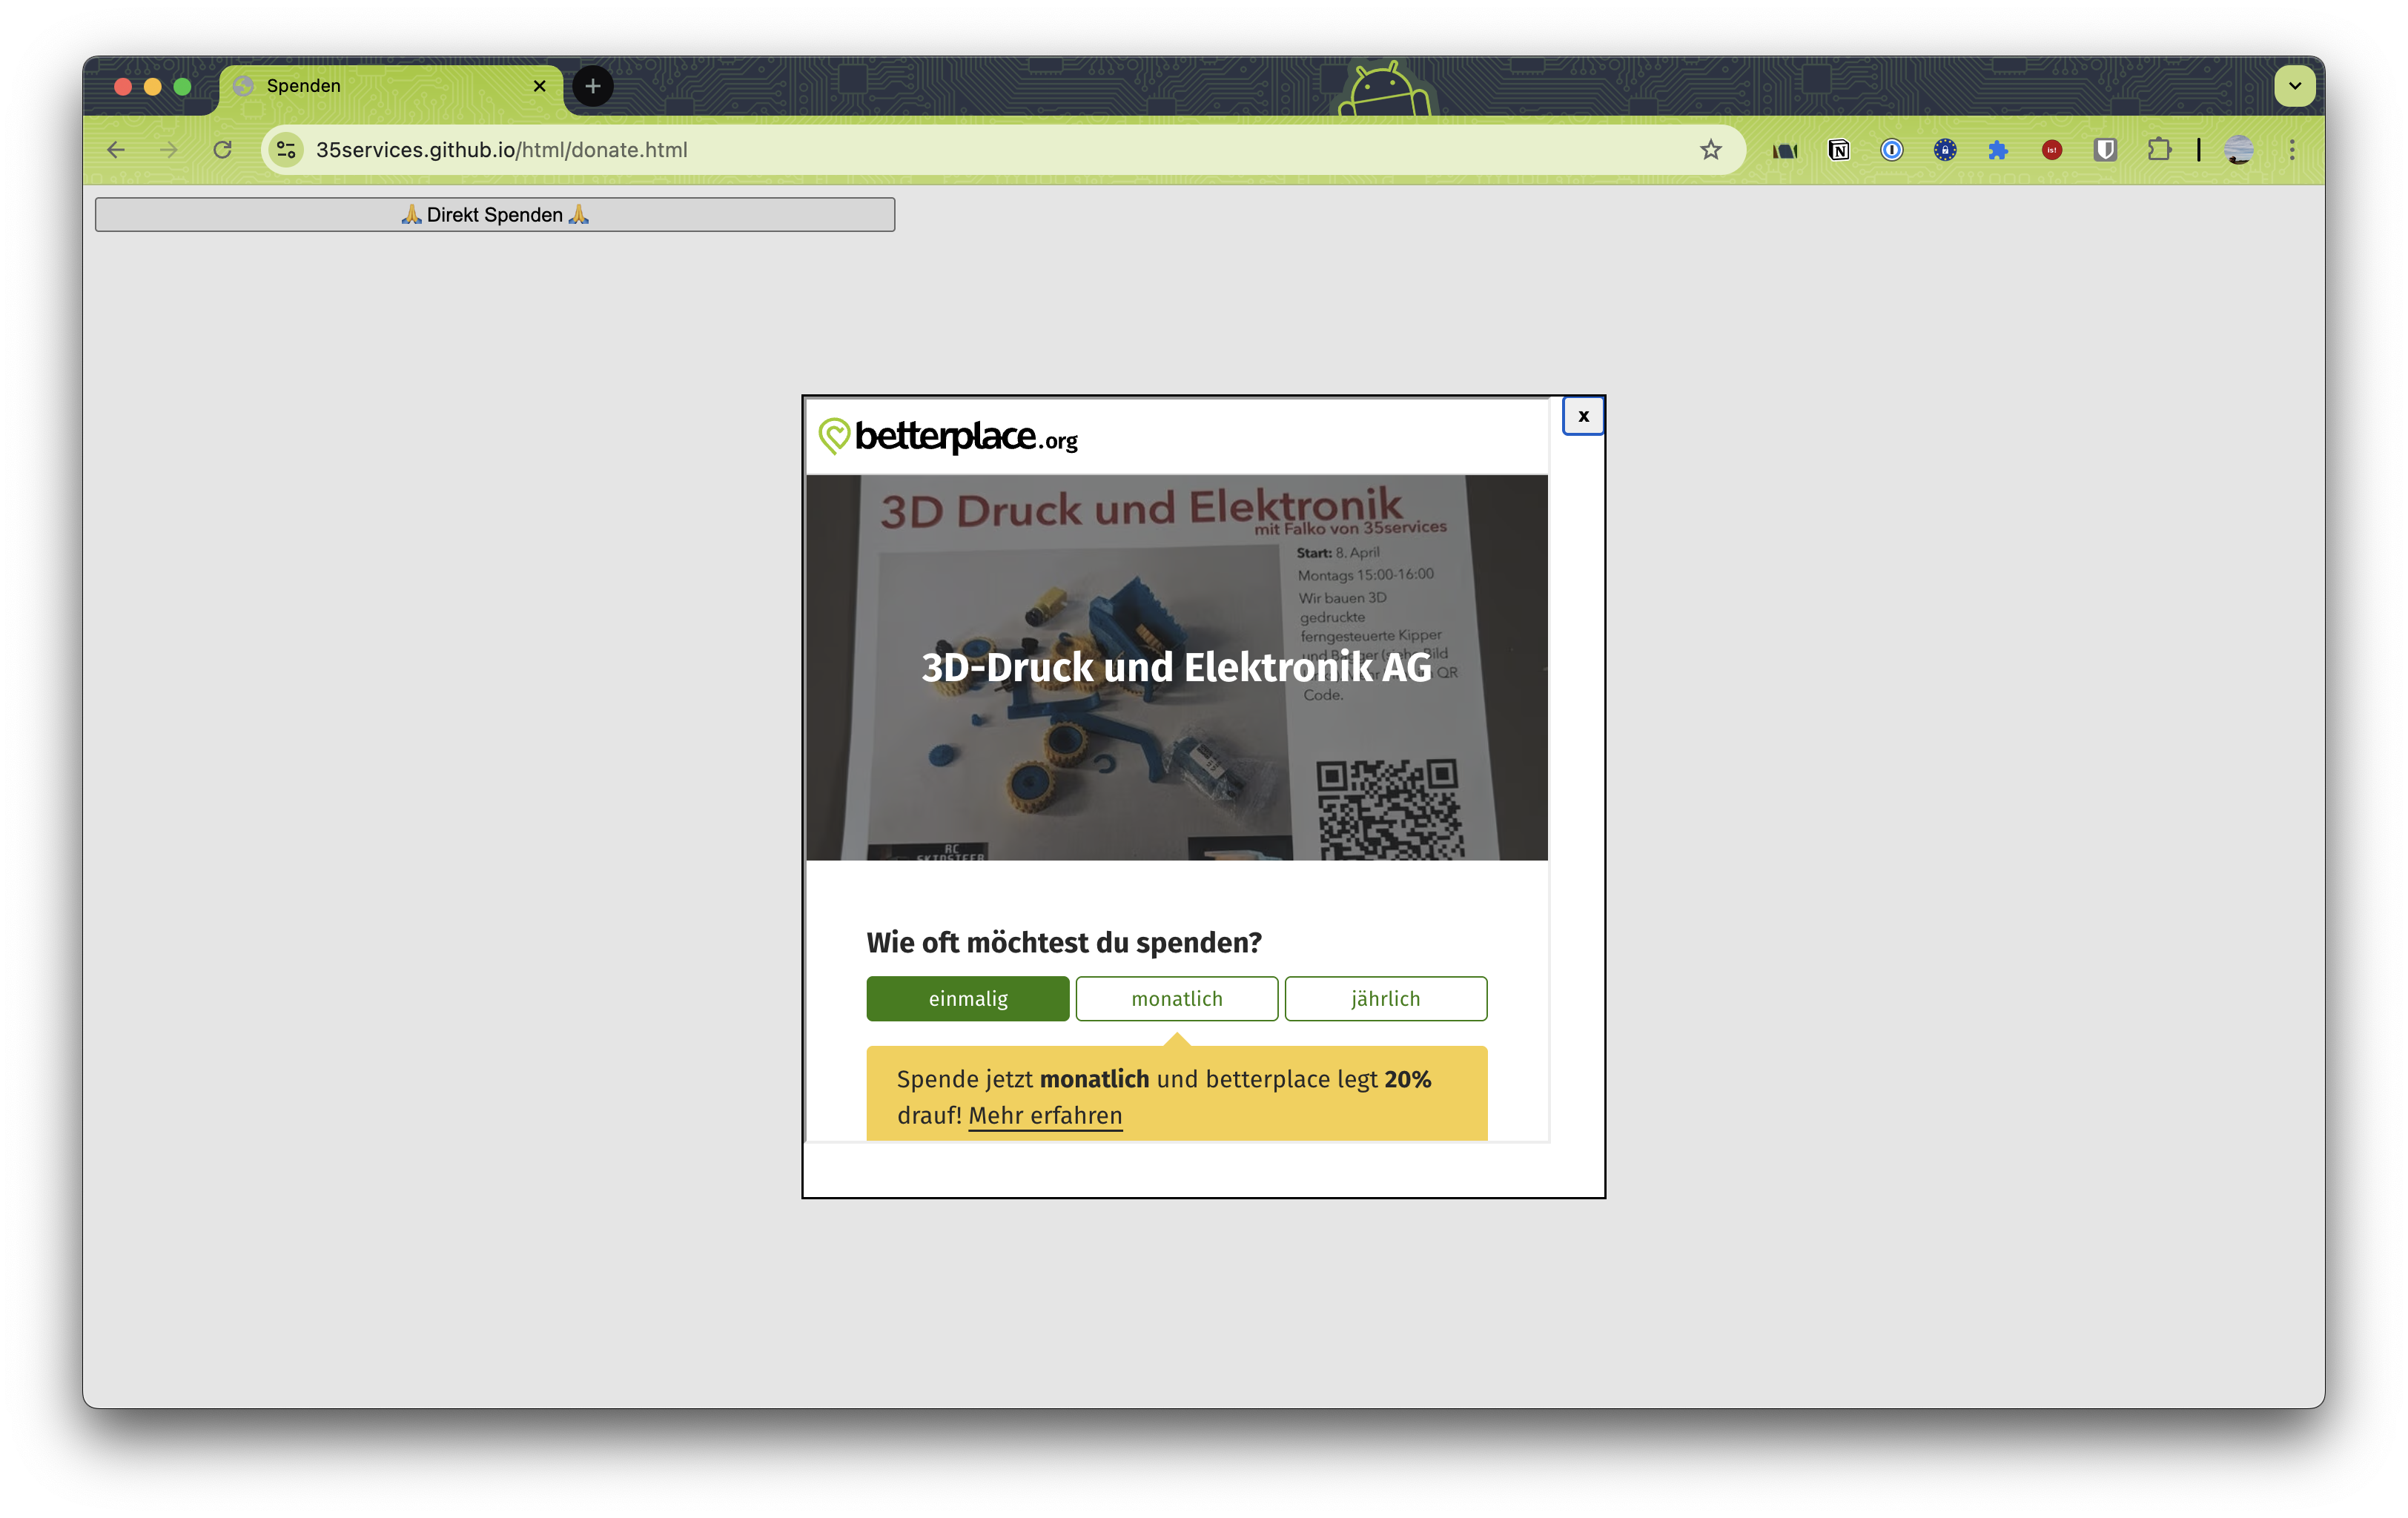 Spenden
35services.github.io/html/donate.html
🙏 Direkt Spenden 🙏
x
betterplace.org
3D Druck und Elektronik
mit Falko von 35services
Start: 8. April
Montags 15:00-16:00
Wir bauen 3D
gedruckte
ferngesteuerte Kipper
und Bild
3D-Druck und Elektronik AG
QR
Code.
RC
SKIDSTEER
Wie oft möchtest du spenden?
einmalig monatlich jährlich
Spende jetzt monatlich und betterplace legt 20%
drauf! Mehr erfahren